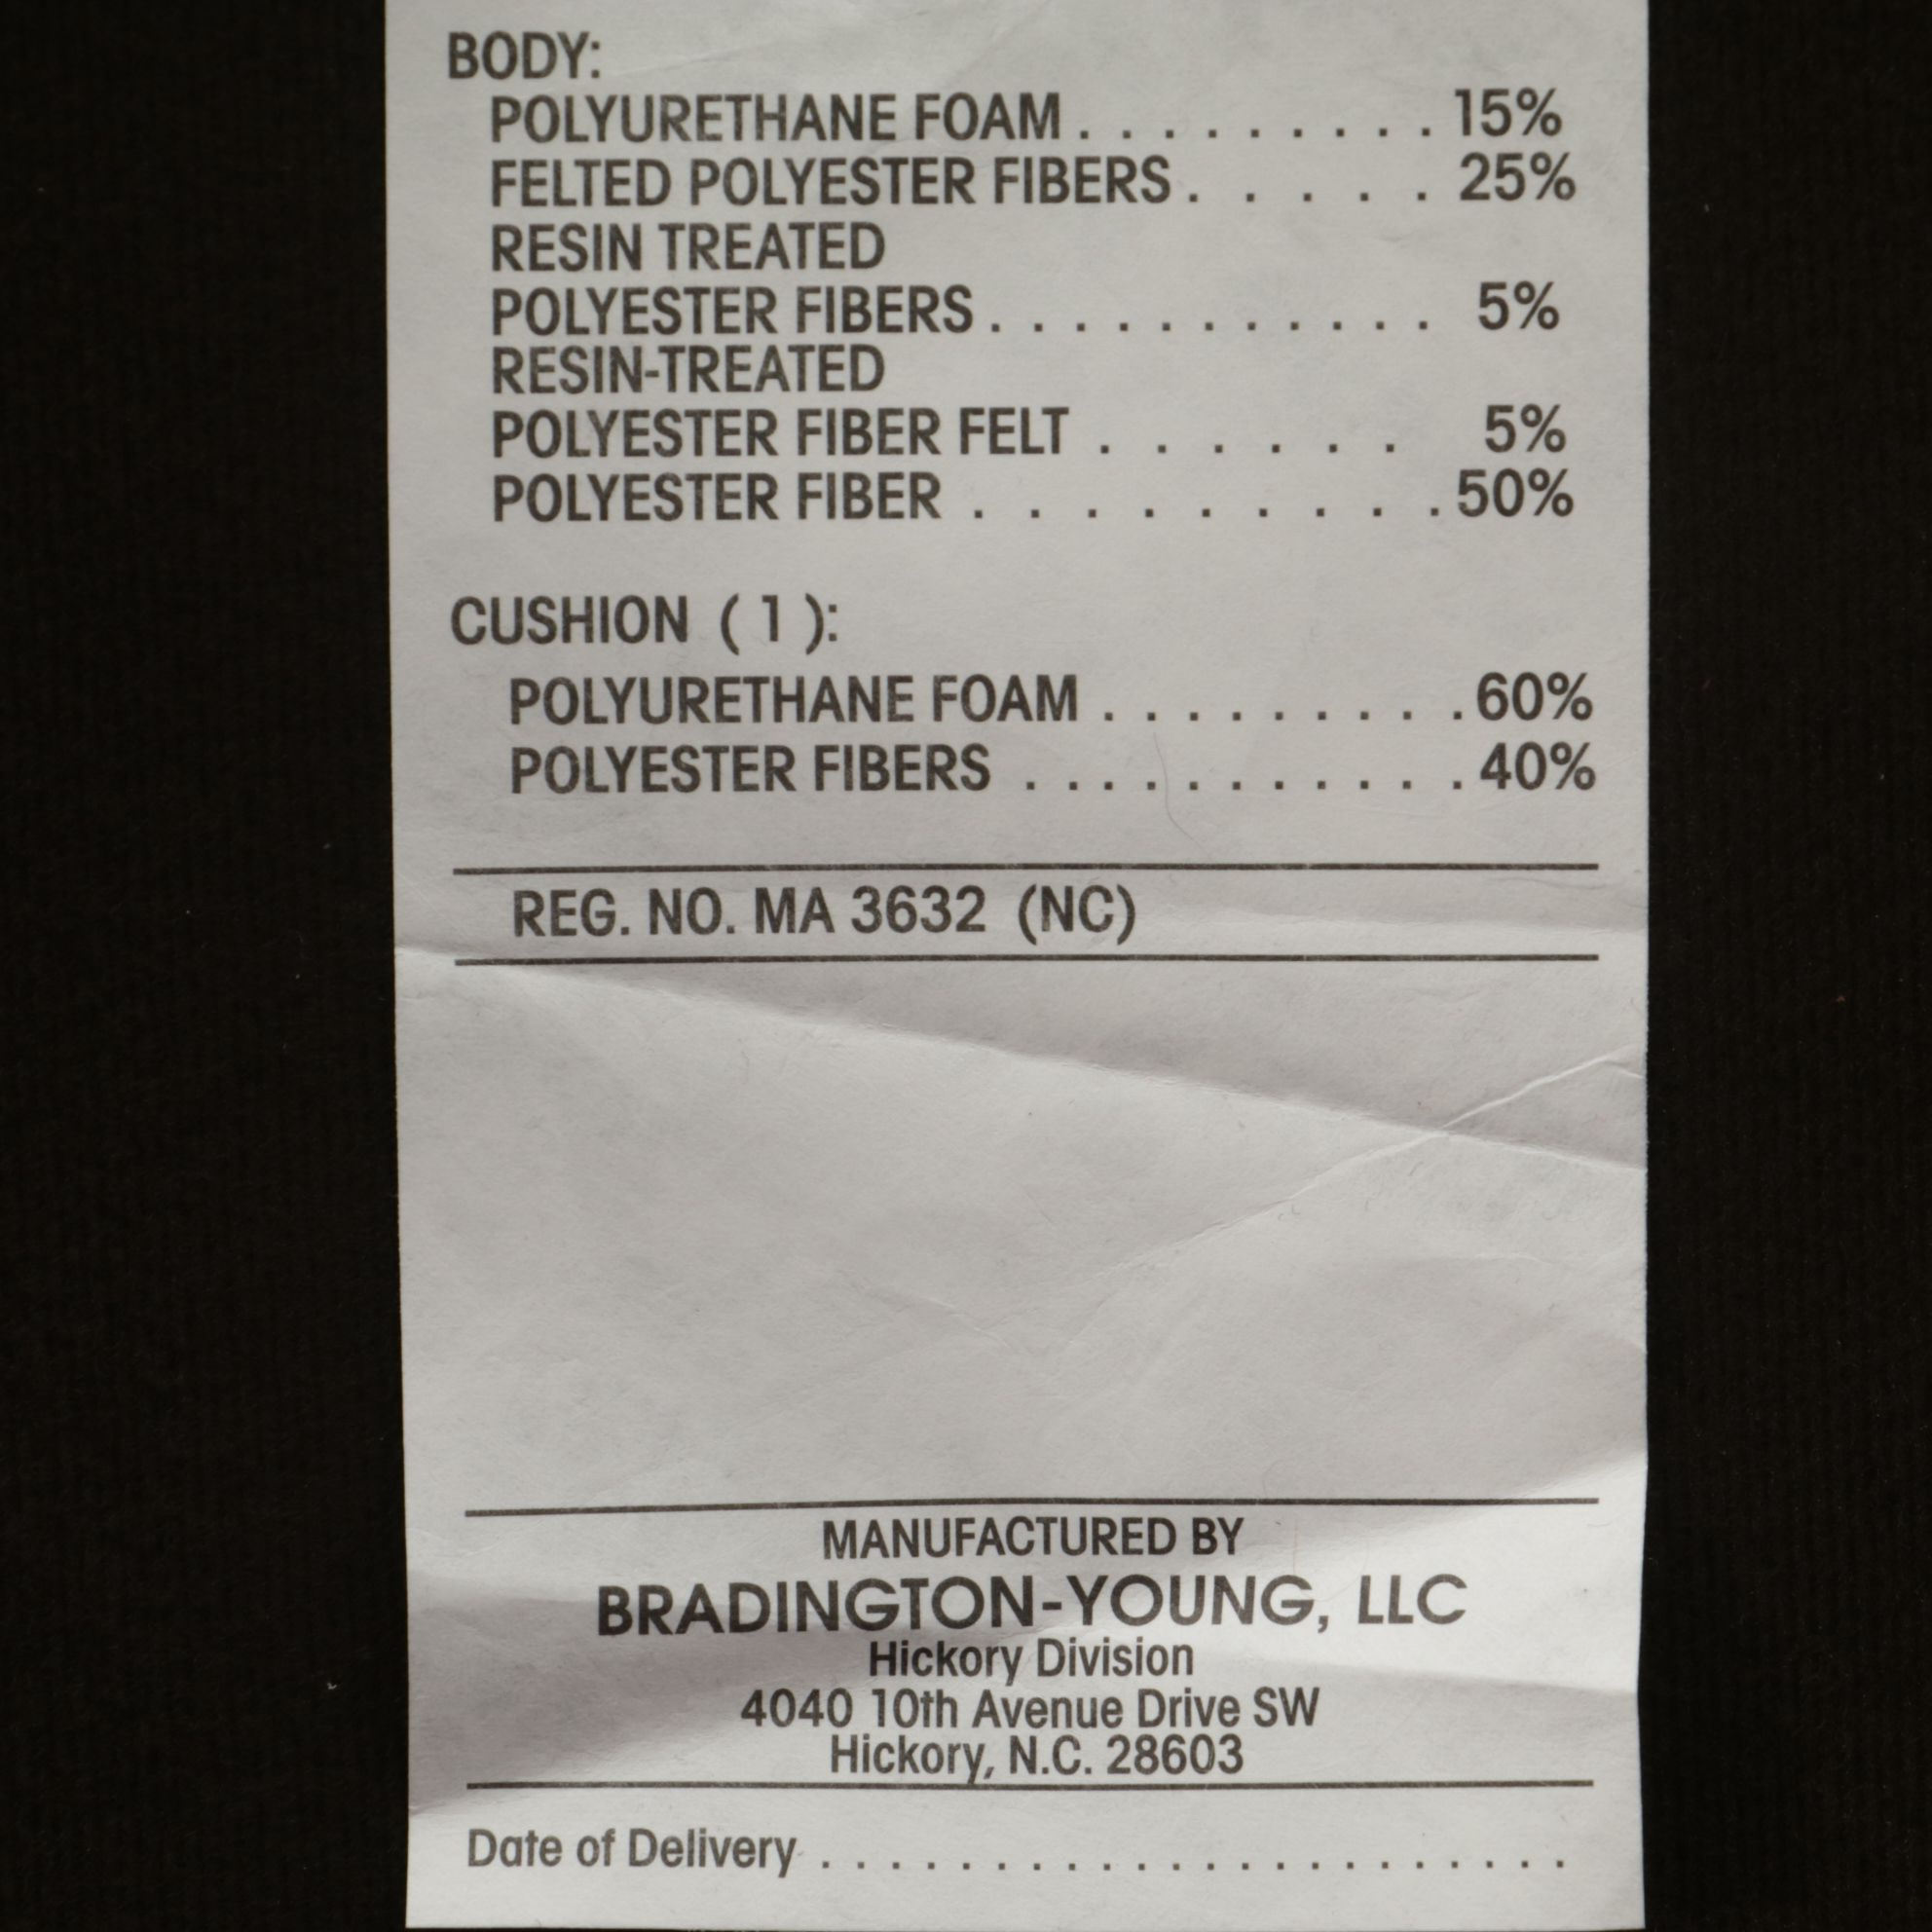 BODY:
POLYURETHANE FOAM . . . . . . . . . . 15%
FELTED POLYESTER FIBERS . . . . . 25%
RESIN TREATED
POLYESTER FIBERS . . . . . . . . . . . 5%
RESIN-TREATED
POLYESTER FIBER FELT . . . . . . 5%
POLYESTER FIBER . . . . . . . . . 50%
CUSHION ( 1 ):
POLYURETHANE FOAM . . . . . . . . . . 60%
POLYESTER FIBERS . . . . . . . . . . . 40%
REG. NO. MA 3632 (NC)
MANUFACTURED BY
BRADINGTON-YOUNG, LLC
Hickory Division
4040 10th Avenue Drive SW
Hickory, N.C. 28603
Date of Delivery . . . . . . . . . . . . . . . . . . . . . .